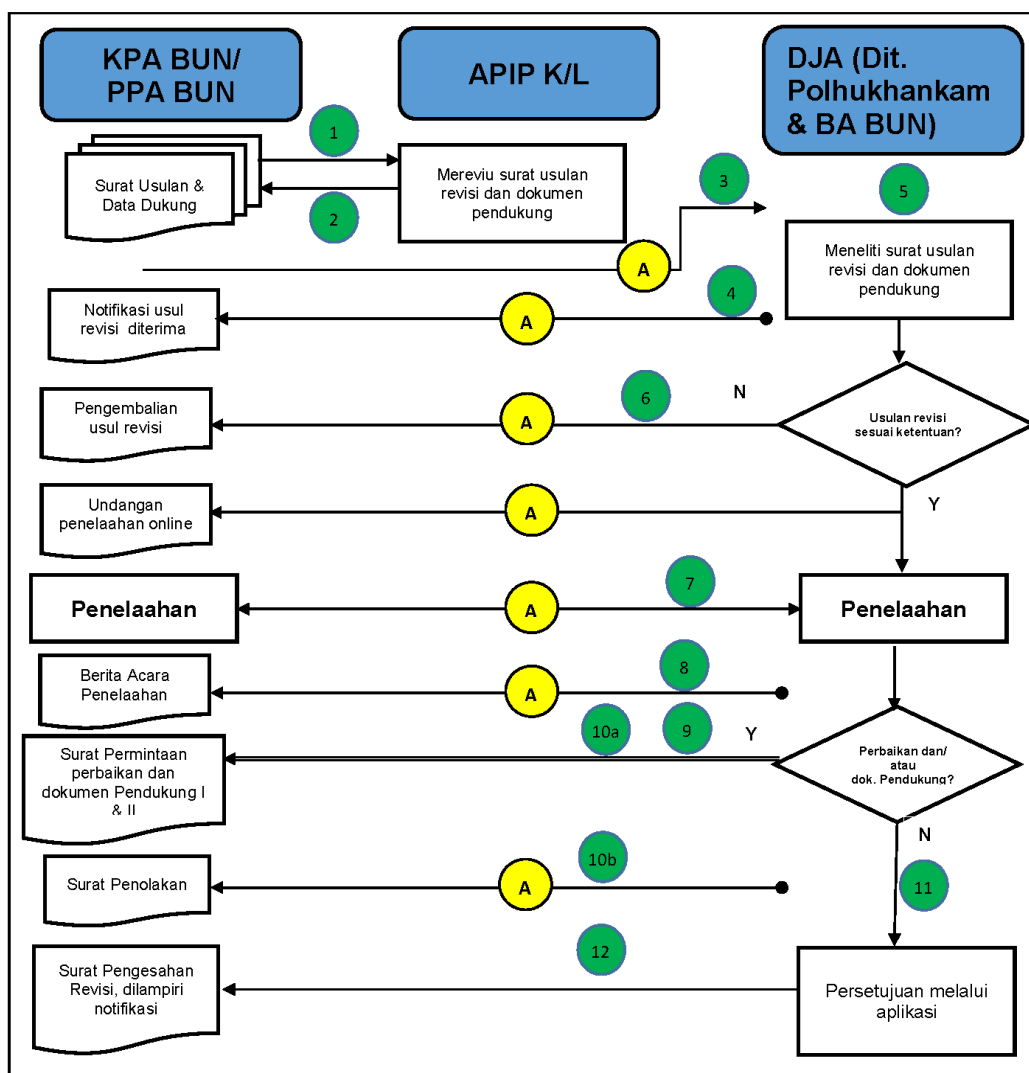 KPA BUN/
PPA BUN
APIP K/L
DJA (Dit.
Polhukhankam
& BA BUN)
1
Surat Usulan &
Data Dukung
2
Mereviu surat usulan
revisi dan dokumen
pendukung
3
5
Meneliti surat usulan
revisi dan dokumen
pendukung
A
4
Notifikasi usul
revisi diterima
A
6
N
Pengembalian
usul revisi
A
Usulan revisi
sesuai ketentuan?
Y
Undangan
penelaahan online
A
7
Penelaahan
A
Penelaahan
8
Berita Acara
Penelaahan
A
10a
9
Y
Surat Permintaan
perbaikan dan
dokumen Pendukung I
& II
Perbaikan dan/
atau
dok. Pendukung?
N
10b
Surat Penolakan
A
11
12
Surat Pengesahan
Revisi, dilampiri
notifikasi
Persetujuan melalui
aplikasi